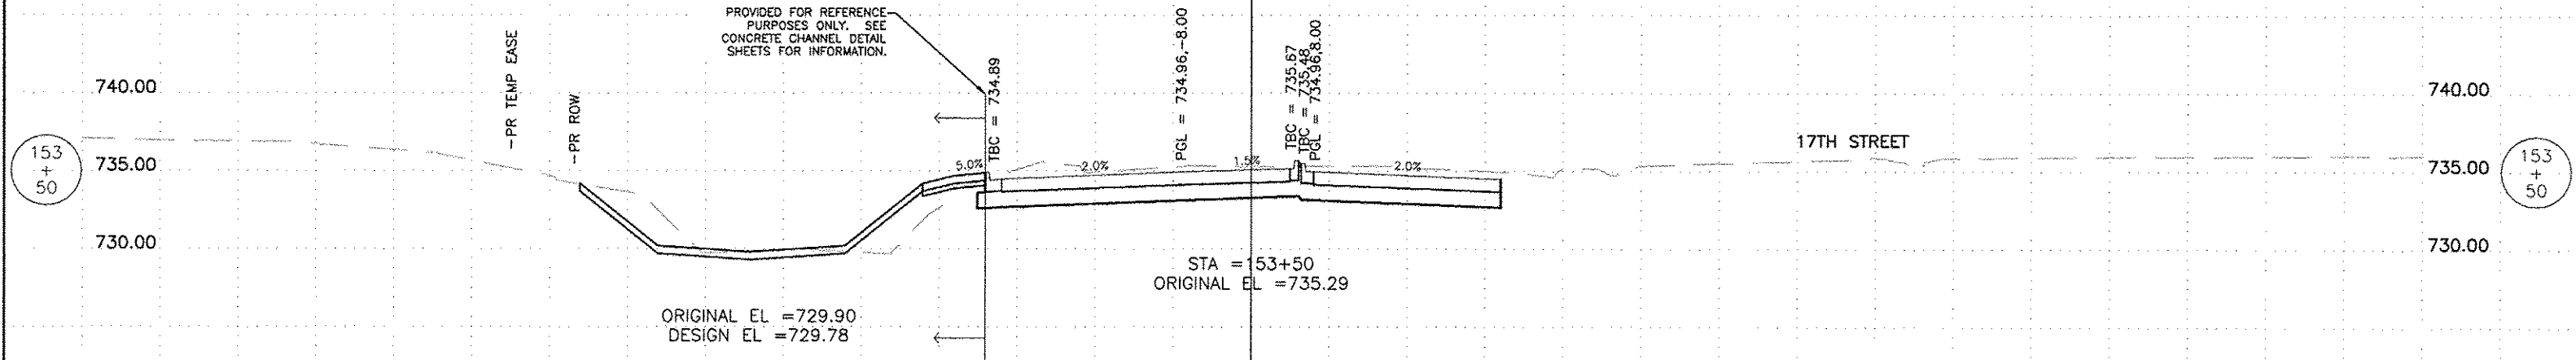 PROVIDED FOR REFERENCE
PURPOSES ONLY. SEE
CONCRETE CHANNEL DETAIL
SHEETS FOR INFORMATION.
-PR TEMP EASE
-PR ROW
TBC = 734.89
PGL = 734.96,-8.00
TBC = 735.67
TBC = 735.48
PGL = 734.96,8.00
740.00
740.00
153
+
50
735.00
5.0%
2.0%
1.5%
2.0%
17TH STREET
735.00
153
+
50
730.00
730.00
STA =153+50
ORIGINAL EL =735.29
ORIGINAL EL =729.90
DESIGN EL =729.78